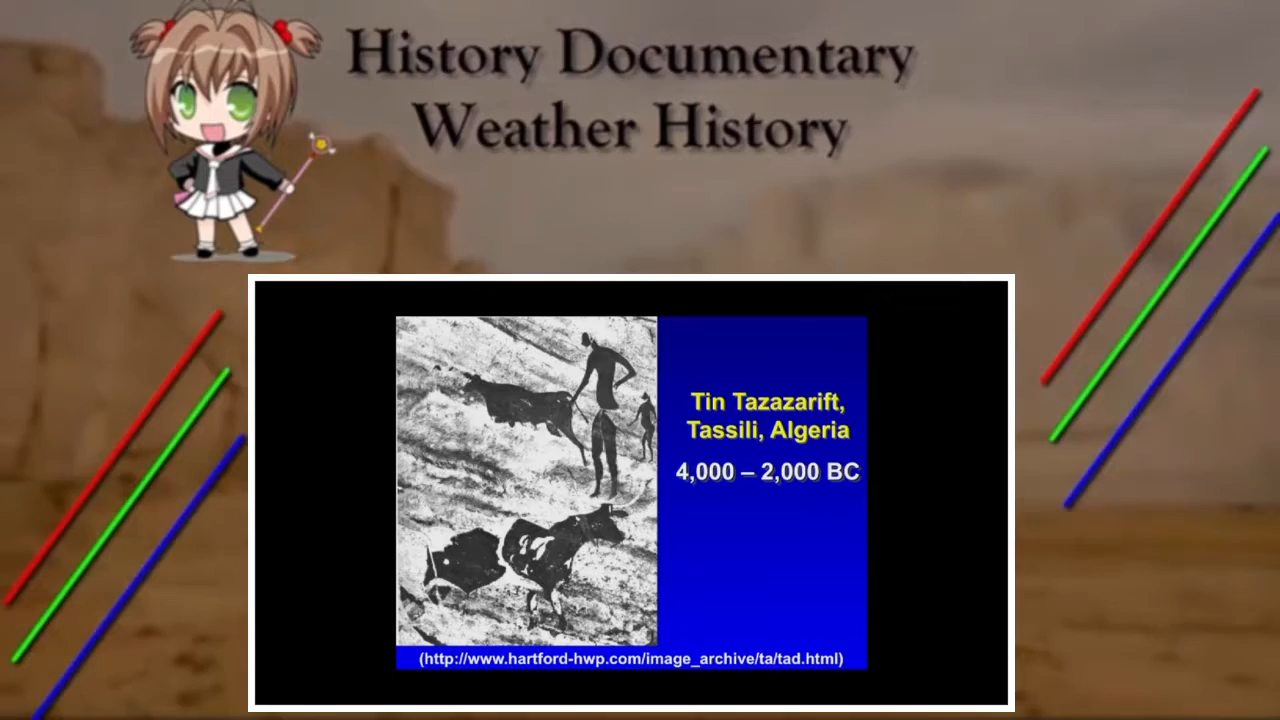 History Documentary
Weather History
Tin Tazazarift,
Tassili, Algeria
4,000 – 2,000 BC
(http://www.hartford-hwp.com/image_archive/ta/tad.html)